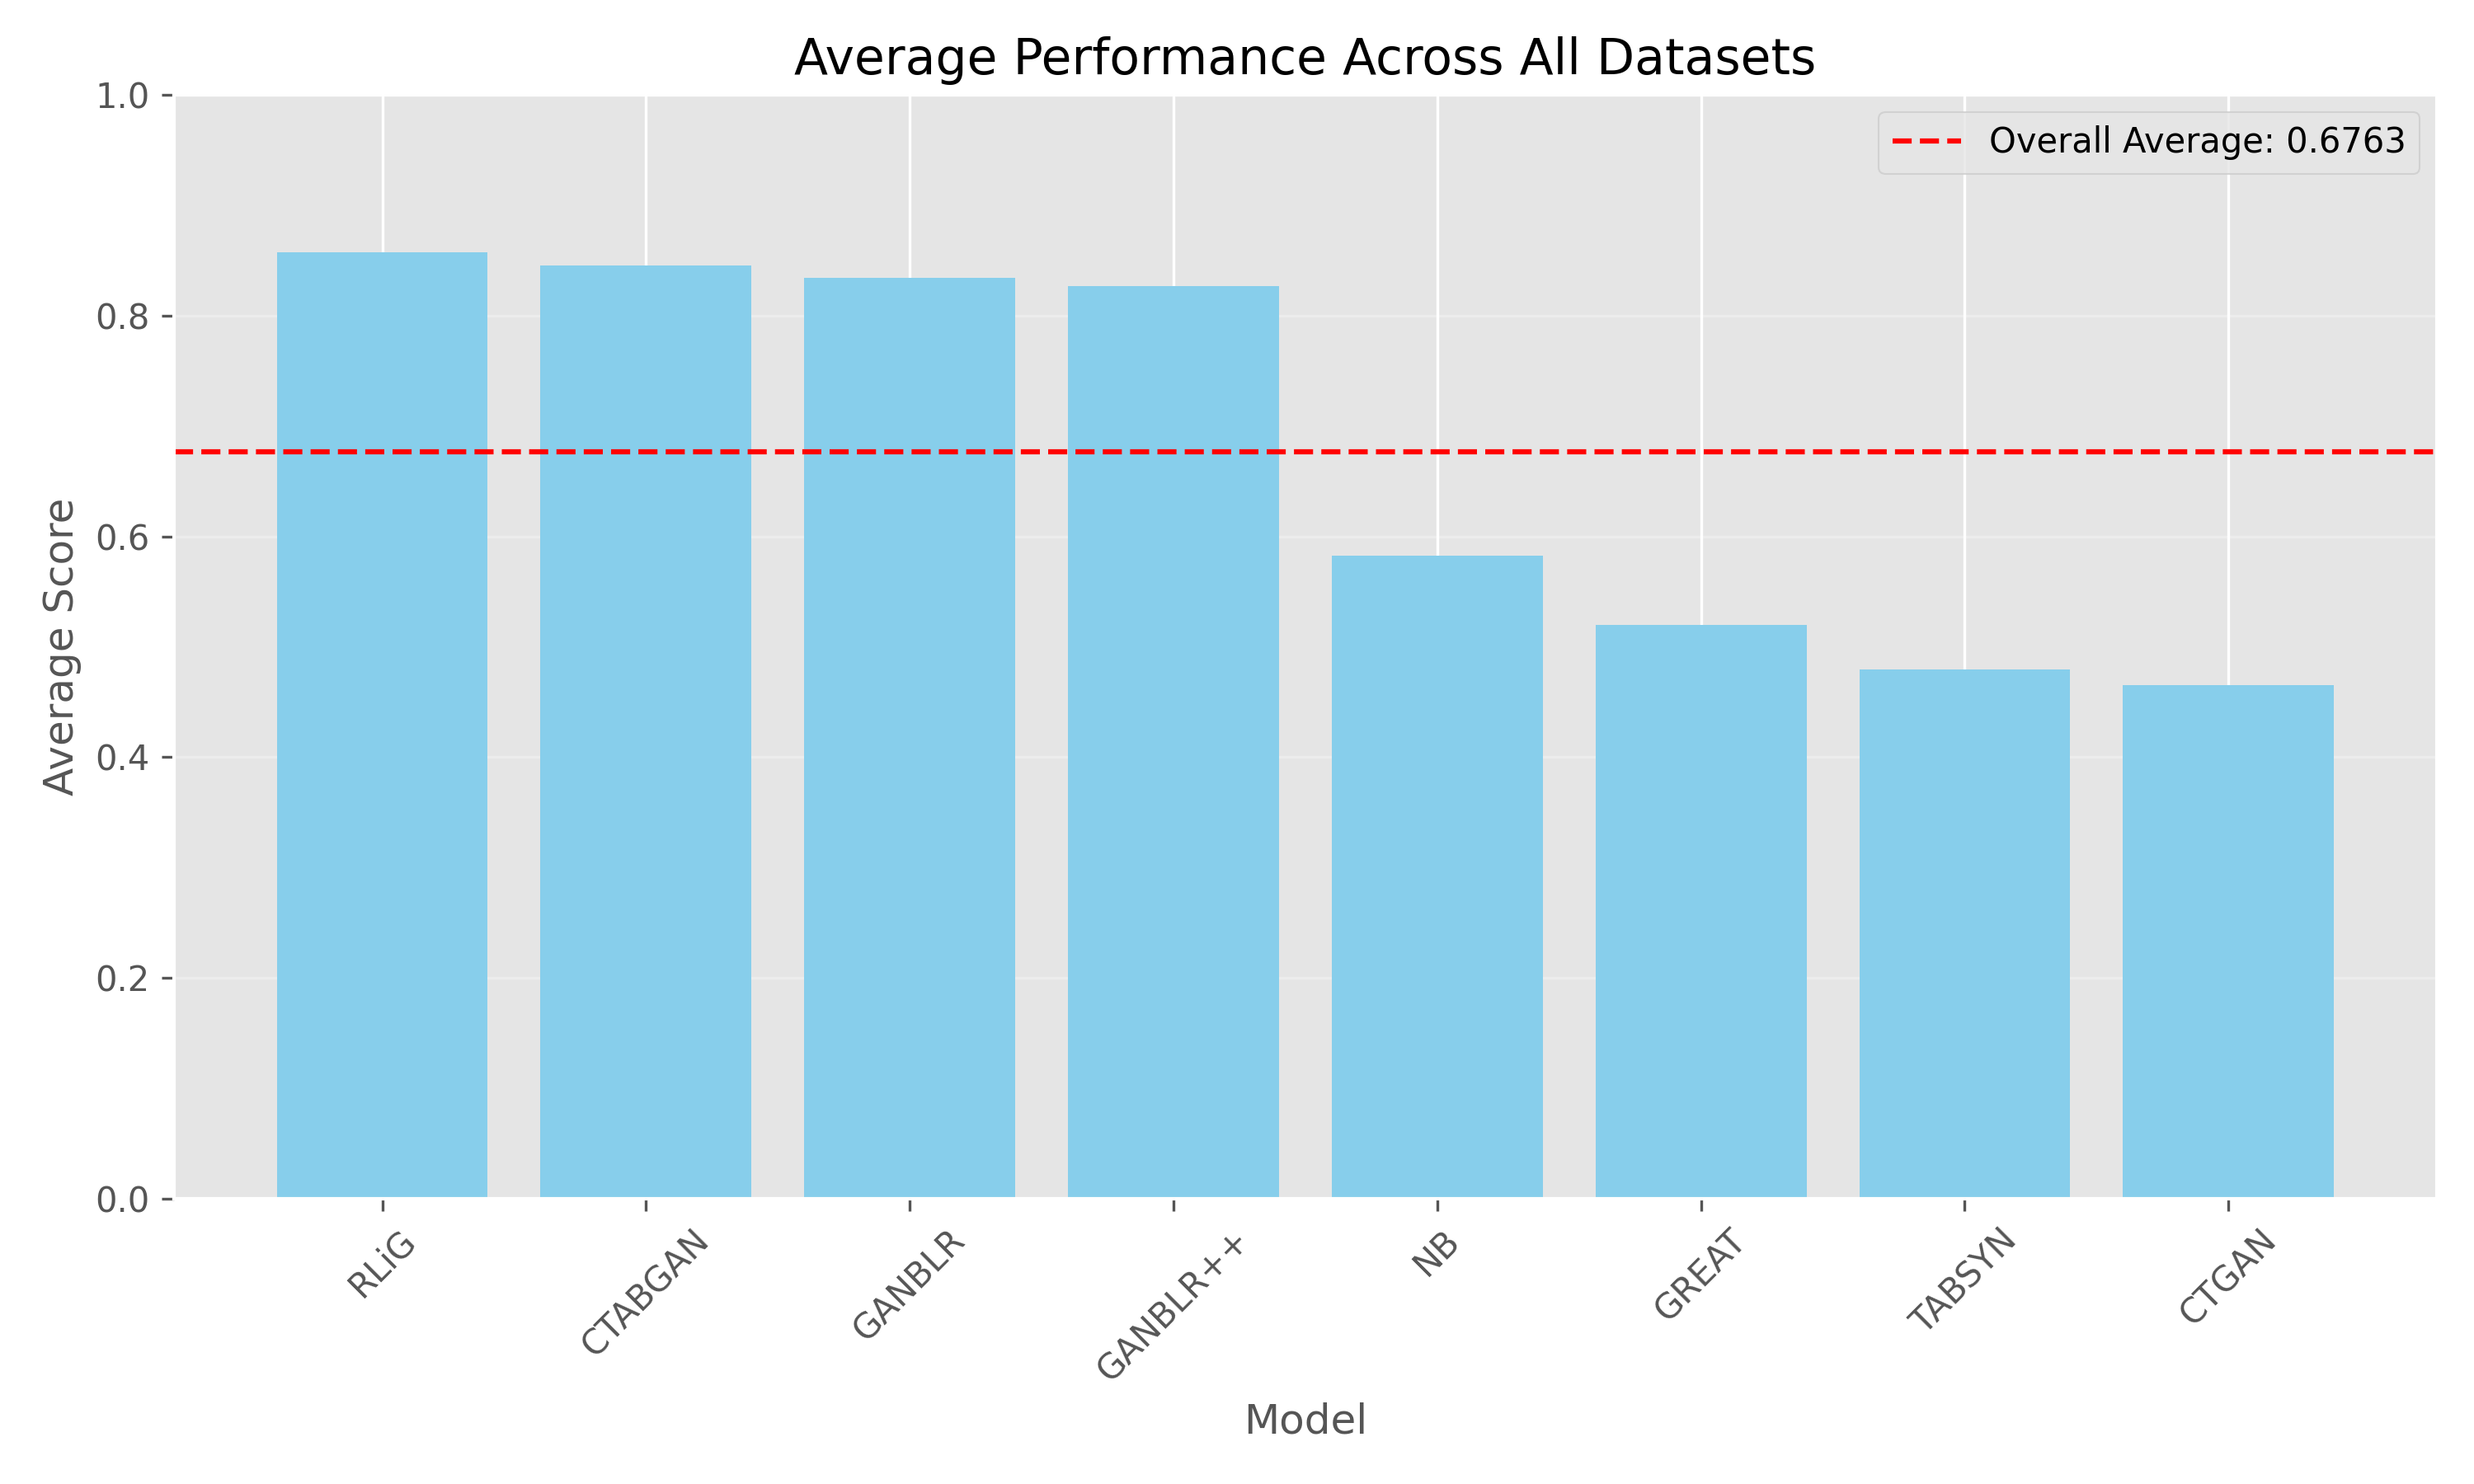 Average Performance Across All Datasets
Overall Average: 0.6763
Average Score
1.0
0.8
0.6
0.4
0.2
0.0
RLiG
CTABGAN
GANBLR
GANBLR++
NB
GREAT
TABSYN
CTGAN
Model